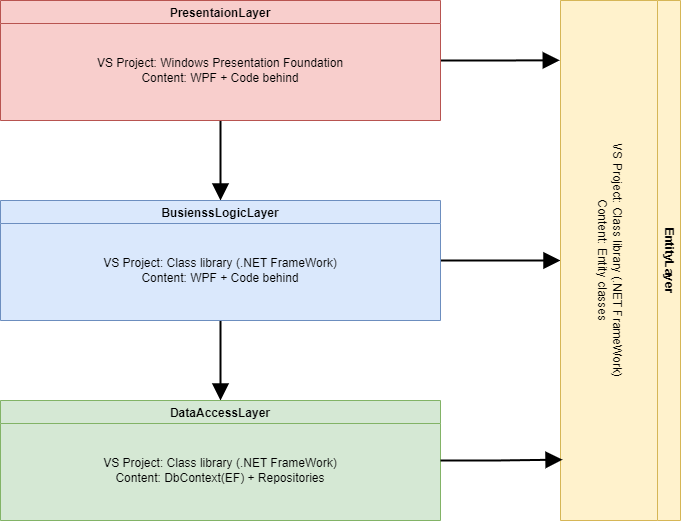 PresentaionLayer
VS Project: Windows Presentation Foundation
Content: WPF + Code behind
BusienssLogicLayer
VS Project: Class library (.NET FrameWork)
Content: WPF + Code behind
DataAccessLayer
VS Project: Class library (.NET FrameWork)
Content: DbContext(EF) + Repositories
EntityLayer
VS Project: Class library (.NET FrameWork)
Content: Entity classes